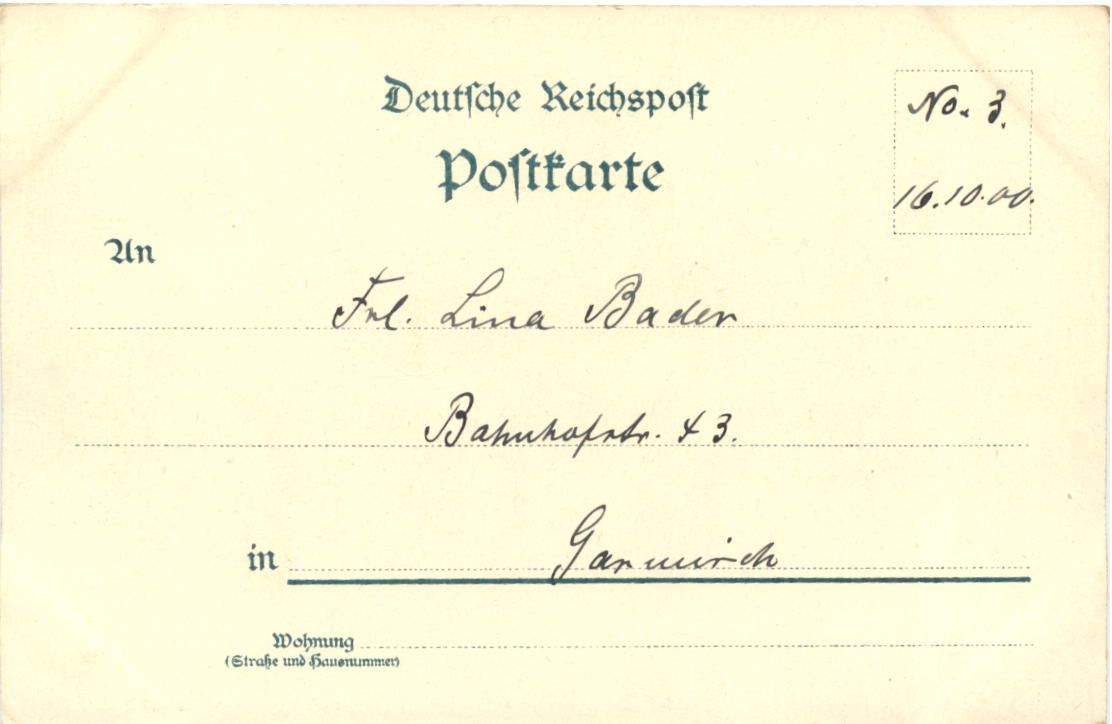 Deutsche Reichspost
Postkarte
No. 3.
16.10.00.
An
Frl. Lina Bader
Bahnhofstr. 43.
in Garmisch
Wohnung
(Straße und Hausnummer)